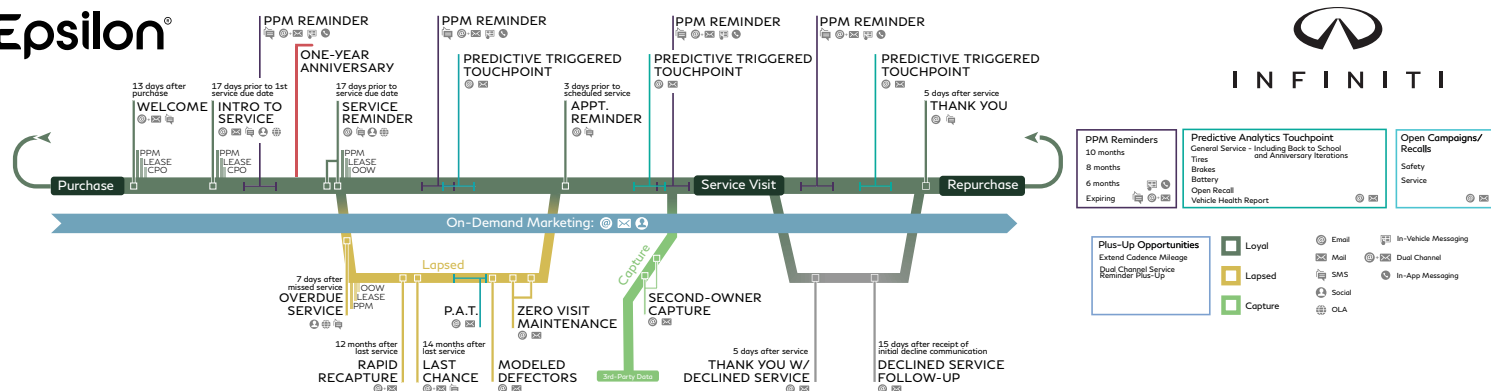 Epsilon®
PPM REMINDER
ONE-YEAR
ANNIVERSARY
PPM REMINDER
PREDICTIVE TRIGGERED
TOUCHPOINT
PPM REMINDER
PREDICTIVE TRIGGERED
TOUCHPOINT
PPM REMINDER
PREDICTIVE TRIGGERED
TOUCHPOINT
INFINITI
13 days after
purchase
WELCOME
PPM
LEASE
CPO
17 days prior to 1st
service due date
INTRO TO
SERVICE
PPM
LEASE
CPO
17 days prior to
service due date
SERVICE
REMINDER
PPM
LEASE
OOW
3 days prior to
scheduled service
APPT.
REMINDER
5 days after service
THANK YOU
Purchase
Service Visit
Repurchase
On-Demand Marketing:
Lapsed
Capture
7 days after
missed service
OVERDUE
SERVICE
OOW
LEASE
PPM
P.A.T.
ZERO VISIT
MAINTENANCE
SECOND-OWNER
CAPTURE
12 months after
last service
RAPID
RECAPTURE
14 months after
last service
LAST
CHANCE
MODELED
DEFECTORS
3rd-Party Data
5 days after service
THANK YOU W/
DECLINED SERVICE
15 days after receipt of
initial decline communication
DECLINED SERVICE
FOLLOW-UP
PPM Reminders
10 months
8 months
6 months
Expiring
Predictive Analytics Touchpoint
General Service - Including Back to School
and Anniversary Iterations
Tires
Brakes
Battery
Open Recall
Vehicle Health Report
Open Campaigns/
Recalls
Safety
Service
Plus-Up Opportunities
Extend Cadence Mileage
Dual Channel Service
Reminder Plus-Up
Loyal
Lapsed
Capture
Email
Mail
SMS
Social
OLA
In-Vehicle Messaging
Dual Channel
In-App Messaging